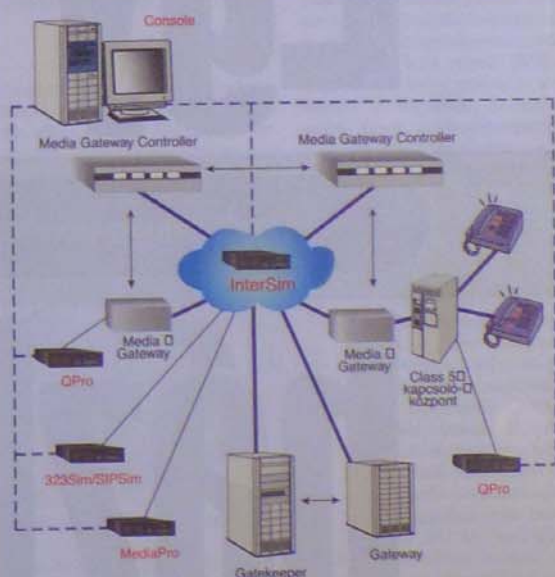 Console
Media Gateway Controller
Media Gateway Controller
InterSim
Media
Gateway
Media
Gateway
Class 5
kapcsoló-
központ
QPro
323Sim/SIPSim
QPro
MediaPro
Gateway
Gatekeeper